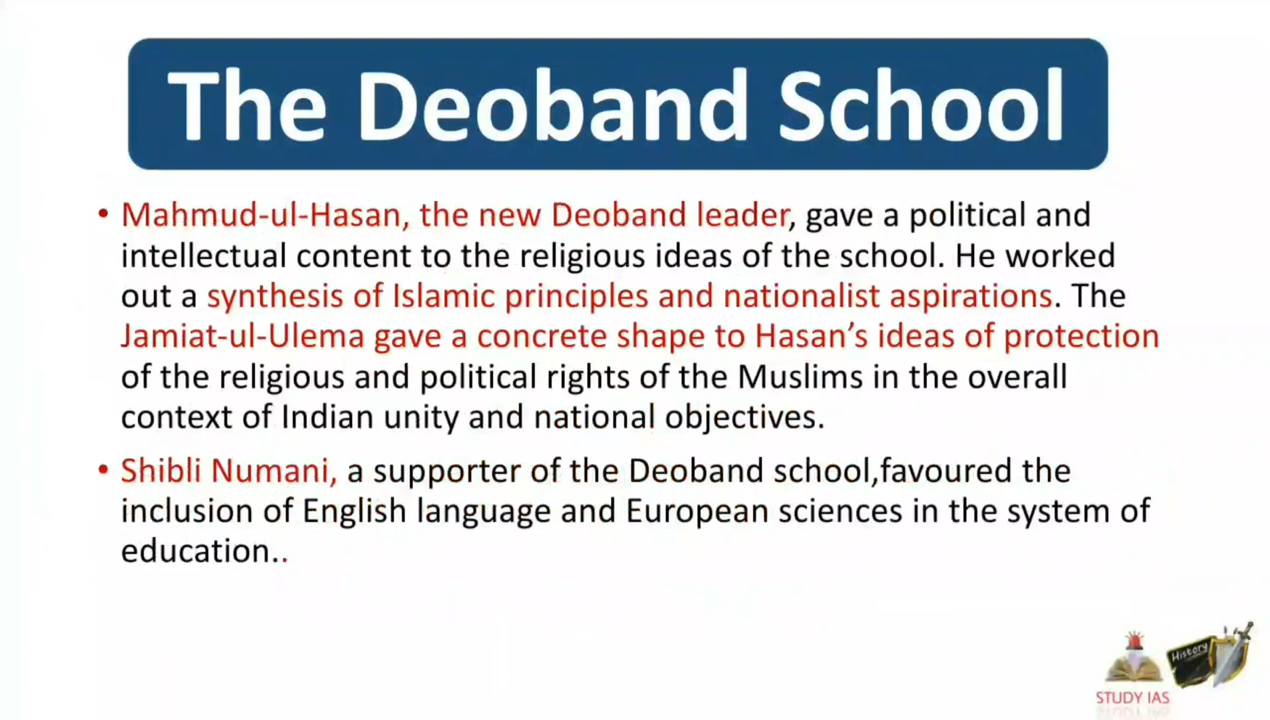 The Deoband School
• Mahmud-ul-Hasan, the new Deoband leader, gave a political and
intellectual content to the religious ideas of the school. He worked
out a synthesis of Islamic principles and nationalist aspirations. The
Jamiat-ul-Ulema gave a concrete shape to Hasan’s ideas of protection
of the religious and political rights of the Muslims in the overall
context of Indian unity and national objectives.
• Shibli Numani, a supporter of the Deoband school,favoured the
inclusion of English language and European sciences in the system of
education..
History
STUDY IAS